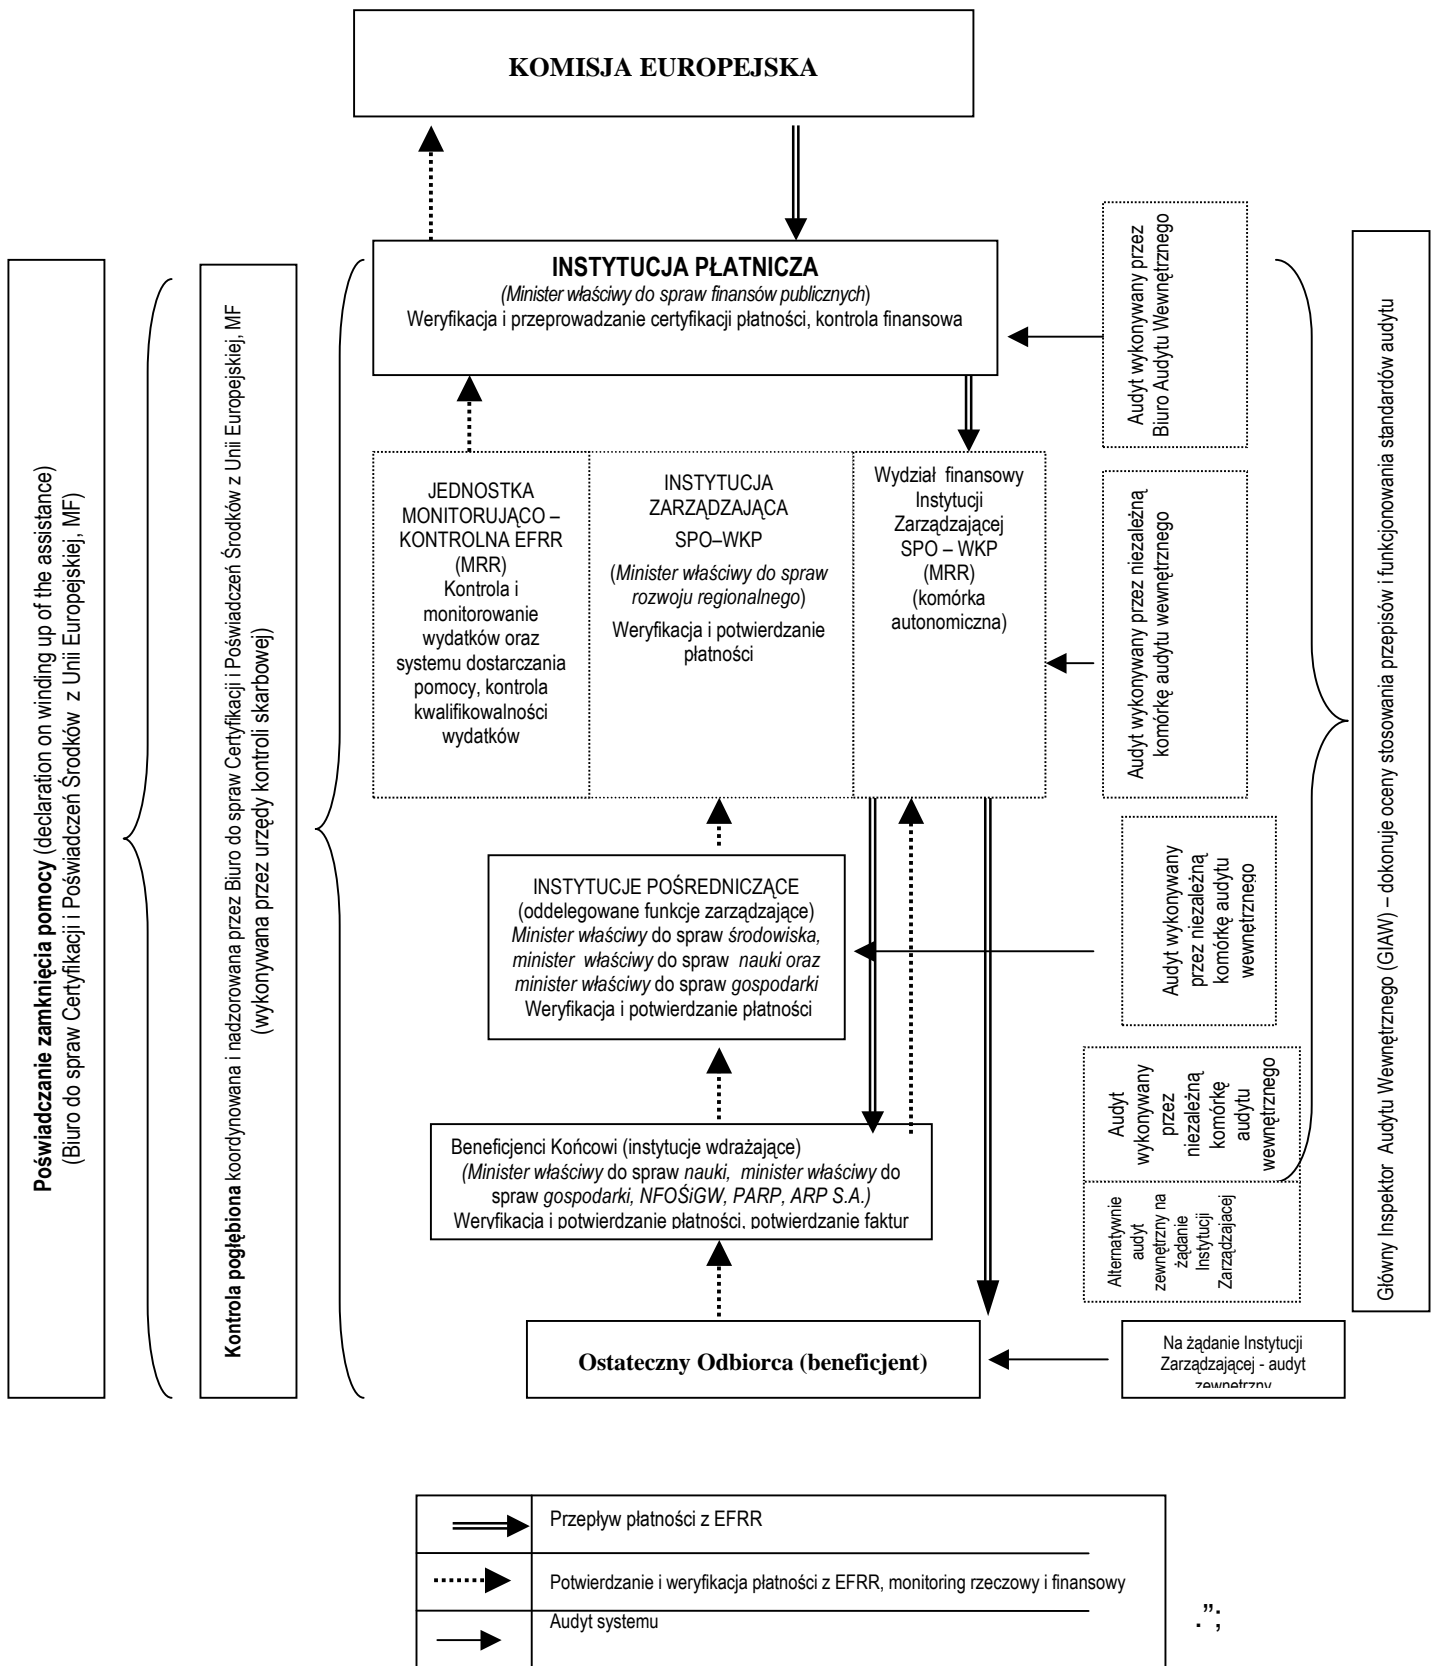 KOMISJA EUROPEJSKA
INSTYTUCJA PŁATNICZA
(Minister właściwy do spraw finansów publicznych)
Weryfikacja i przeprowadzanie certyfikacji płatności, kontrola finansowa
JEDNOSTKA
MONITORUJĄCO –
KONTROLNA EFRR
(MRR)
Kontrola i
monitorowanie
wydatków oraz
systemu dostarczania
pomocy, kontrola
kwalifikowalności
wydatków
INSTYTUCJA
ZARZĄDZAJĄCA
SPO–WKP
(Minister właściwy do spraw
rozwoju regionalnego)
Weryfikacja i potwierdzanie
płatności
Wydział finansowy
Instytucji
Zarządzającej
SPO – WKP
(MRR)
(komórka
autonomiczna)
INSTYTUCJE POŚREDNICZĄCE
(oddelegowane funkcje zarządzające)
Minister właściwy do spraw środowiska,
minister właściwy do spraw nauki oraz
minister właściwy do spraw gospodarki
Weryfikacja i potwierdzanie płatności
Beneficjenci Końcowi (instytucje wdrażające)
(Minister właściwy do spraw nauki, minister właściwy do
spraw gospodarki, NFOŚiGW, PARP, ARP S.A.)
Weryfikacja i potwierdzanie płatności, potwierdzanie faktur
Ostateczny Odbiorca (beneficjent)
Poświadczanie zamknięcia pomocy (declaration on winding up of the assistance)
(Biuro do spraw Certyfikacji i Poświadczeń Środków z Unii Europejskiej, MF)
Kontrola pogłębiona koordynowana i nadzorowana przez Biuro do spraw Certyfikacji i Poświadczeń Środków z Unii Europejskiej, MF
(wykonywana przez urzędy kontroli skarbowej)
Audyt wykonywany przez
Biuro Audytu Wewnętrznego
Audyt wykonywany przez niezależną
komórkę audytu wewnętrznego
Audyt wykonywany
przez niezależną
komórkę audytu
wewnętrznego
Audyt
wykonywany
przez
niezależną
komórkę
audytu
wewnętrznego
Alternatywnie
audyt
zewnętrzny na
żądanie
Instytucji
Zarządzającej
Na żądanie Instytucji
Zarządzającej - audyt
zewnętrzny
Główny Inspektor Audytu Wewnętrznego (GIAW) – dokonuje oceny stosowania przepisów i funkcjonowania standardów audytu
Przepływ płatności z EFRR
Potwierdzanie i weryfikacja płatności z EFRR, monitoring rzeczowy i finansowy
Audyt systemu
.”;